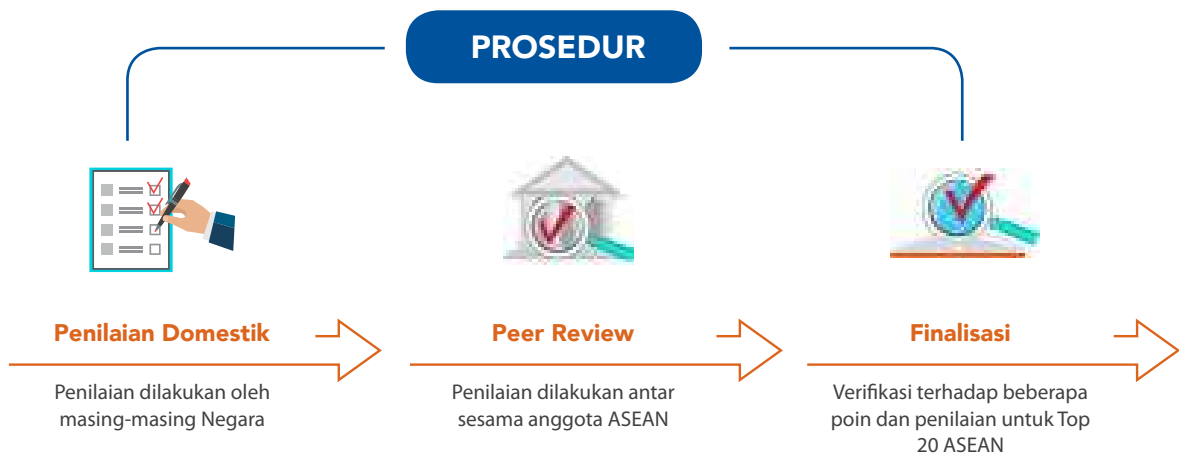 PROSEDUR
Penilaian Domestik
Penilaian dilakukan oleh
masing-masing Negara
Peer Review
Penilaian dilakukan antar
sesama anggota ASEAN
Finalisasi
Verifikasi terhadap beberapa
poin dan penilaian untuk Top
20 ASEAN